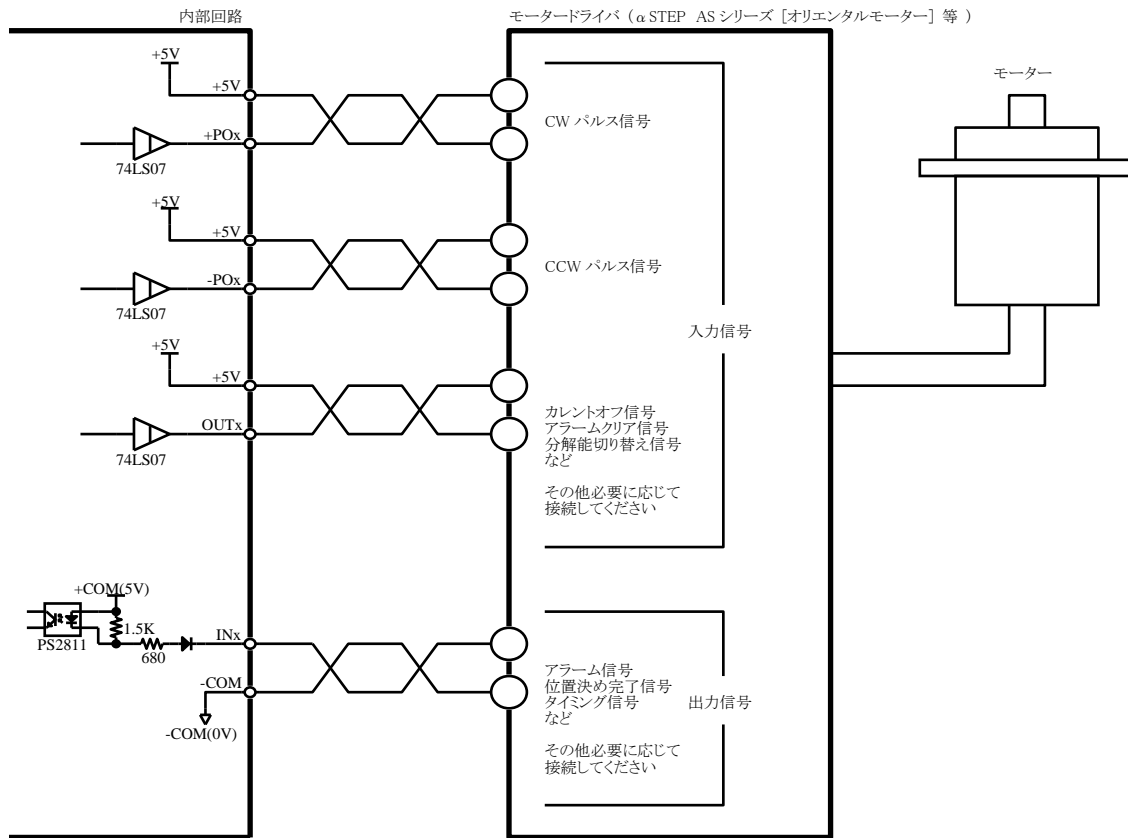 内部回路
モータードライバ（α STEP AS シリーズ [オリエンタルモーター] 等 ）
+5V
+5V
+POx
74LS07
CW パルス信号
モーター
+5V
+5V
-POx
74LS07
CCW パルス信号
入力信号
+5V
+5V
OUTx
74LS07
カレントオフ信号
アラームクリア信号
分解能切り替え信号
など
その他必要に応じて
接続してください
+COM(5V)
PS2811
1.5K
680
INx
-COM
-COM(0V)
アラーム信号
位置決め完了信号
タイミング信号
など
出力信号
その他必要に応じて
接続してください